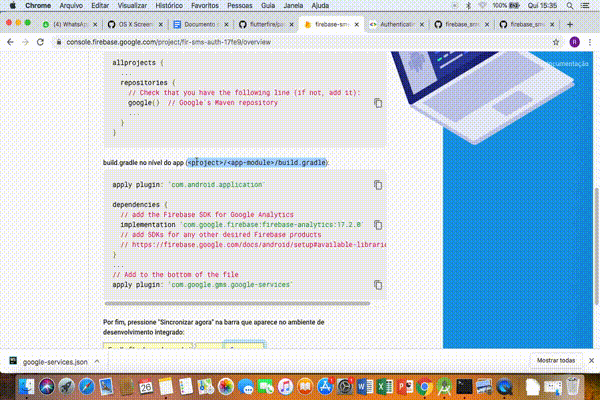 Chrome Arquivo Editar Visualizar Histórico Favoritos Pessoas Guia Janela Ajuda 100% Qui 15:35
(4) WhatsA OS X Screen Documento flutterfire/pa firebase-sm Authenticatin firebase_sm firebase_sm
console.firebase.google.com/project/fir-sms-auth-17fe9/overview
Documentação
allprojects {
...
repositories {
// Check that you have the following line (if not, add it):
google() // Google's Maven repository
...
}
}
build.gradle no nível do app (<project>/<app-module>/build.gradle):
apply plugin: 'com.android.application'
dependencies {
// add the Firebase SDK for Google Analytics
implementation 'com.google.firebase:firebase-analytics:17.2.0'
// add SDKs for any other desired Firebase products
// https://firebase.google.com/docs/android/setup#available-librarie
}
...
// Add to the bottom of the file
apply plugin: 'com.google.gms.google-services'
Por fim, pressione "Sincronizar agora" na barra que aparece no ambiente de
desenvolvimento integrado:
google-services.json
Mostrar todas
26